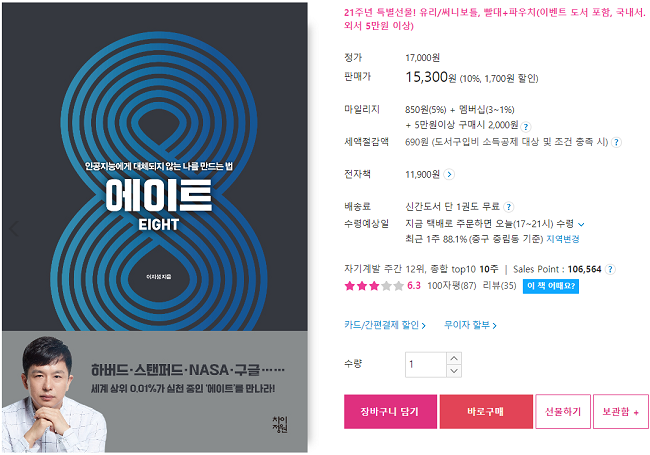 인공지능에게 대체되지 않는 나를 만드는 법
에이트
EIGHT
이지성 지음
하버드·스탠퍼드·NASA·구글……
세계 상위 0.01%가 실천 중인 '에이트'를 만나라!
차이정원
21주년 특별선물! 유리/써니보틀, 빨대+파우치(이벤트 도서 포함, 국내서.
외서 5만원 이상)
정가 17,000원
판매가 15,300원 (10%, 1,700원 할인)
마일리지 850원(5%) + 멤버십(3~1%)
+ 5만원이상 구매시 2,000원 ?
세액절감액 690원 (도서구입비 소득공제 대상 및 조건 충족 시) ?
전자책 11,900원
배송료 신간도서 단 1권도 무료 ?
수령예상일 지금 택배로 주문하면 오늘(17~21시) 수령
최근 1주 88.1% (중구 중림동 기준) 지역변경
자기계발 주간 12위, 종합 top10 10주 | Sales Point : 106,564 ?
6.3 100자평(87) 리뷰(35) 이 책 어때요?
카드/간편결제 할인 무이자 할부
수량 1
장바구니 담기 바로구매 선물하기 보관함 +